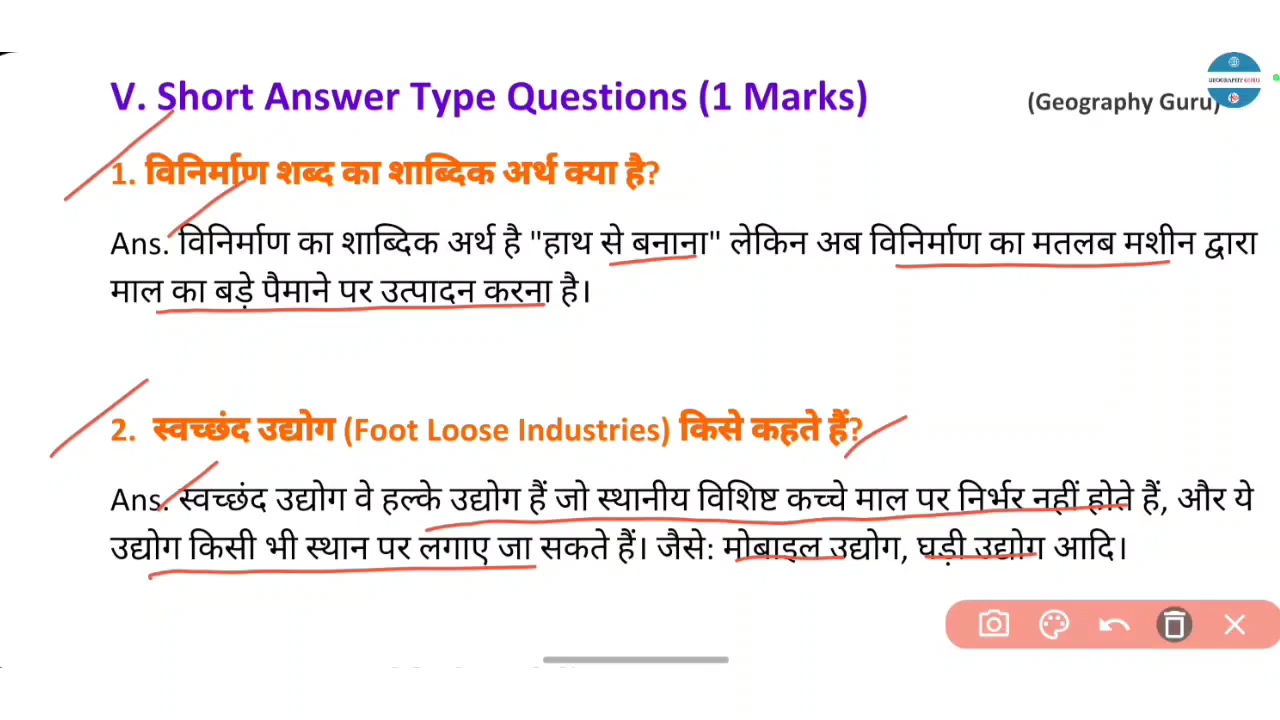 V. Short Answer Type Questions (1 Marks)
(Geography Guru)
GEOGRAPHY GURU
1. विनिर्माण शब्द का शाब्दिक अर्थ क्या है?
Ans. विनिर्माण का शाब्दिक अर्थ है "हाथ से बनाना" लेकिन अब विनिर्माण का मतलब मशीन द्वारा
माल का बड़े पैमाने पर उत्पादन करना है।
2. स्वच्छंद उद्योग (Foot Loose Industries) किसे कहते हैं?
Ans. स्वच्छंद उद्योग वे हल्के उद्योग हैं जो स्थानीय विशिष्ट कच्चे माल पर निर्भर नहीं होते हैं, और ये
उद्योग किसी भी स्थान पर लगाए जा सकते हैं। जैसे: मोबाइल उद्योग, घड़ी उद्योग आदि।